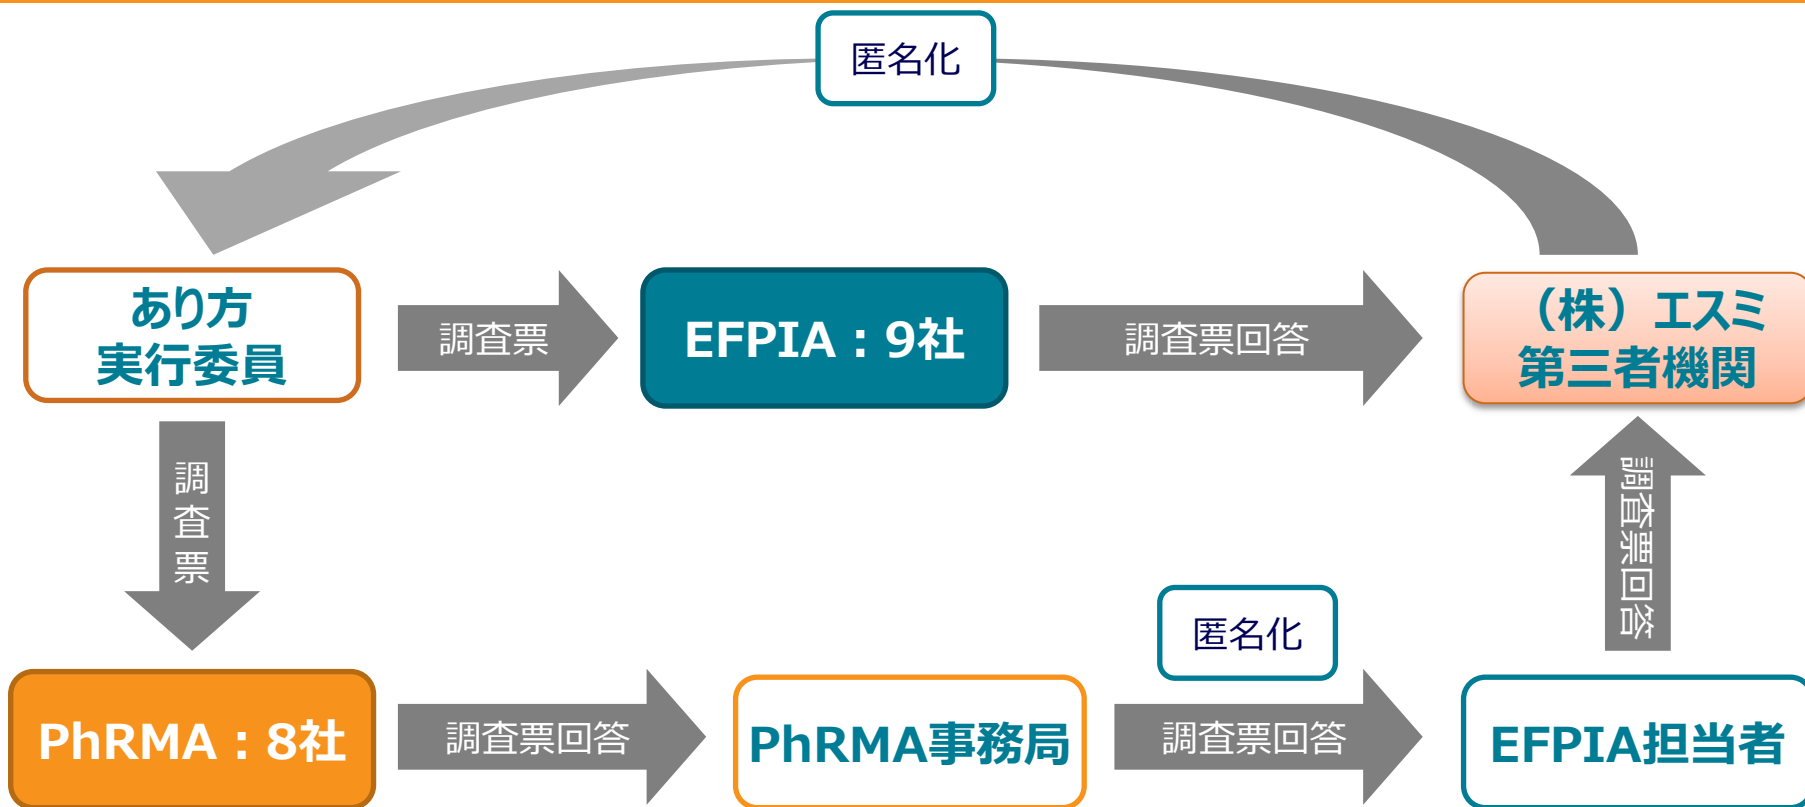 匿名化
あり方
実行委員
調査票
EFPIA：9社
調査票回答
（株）エスミ
第三者機関
調査票
調査票回答
匿名化
PhRMA：8社
調査票回答
PhRMA事務局
調査票回答
EFPIA担当者